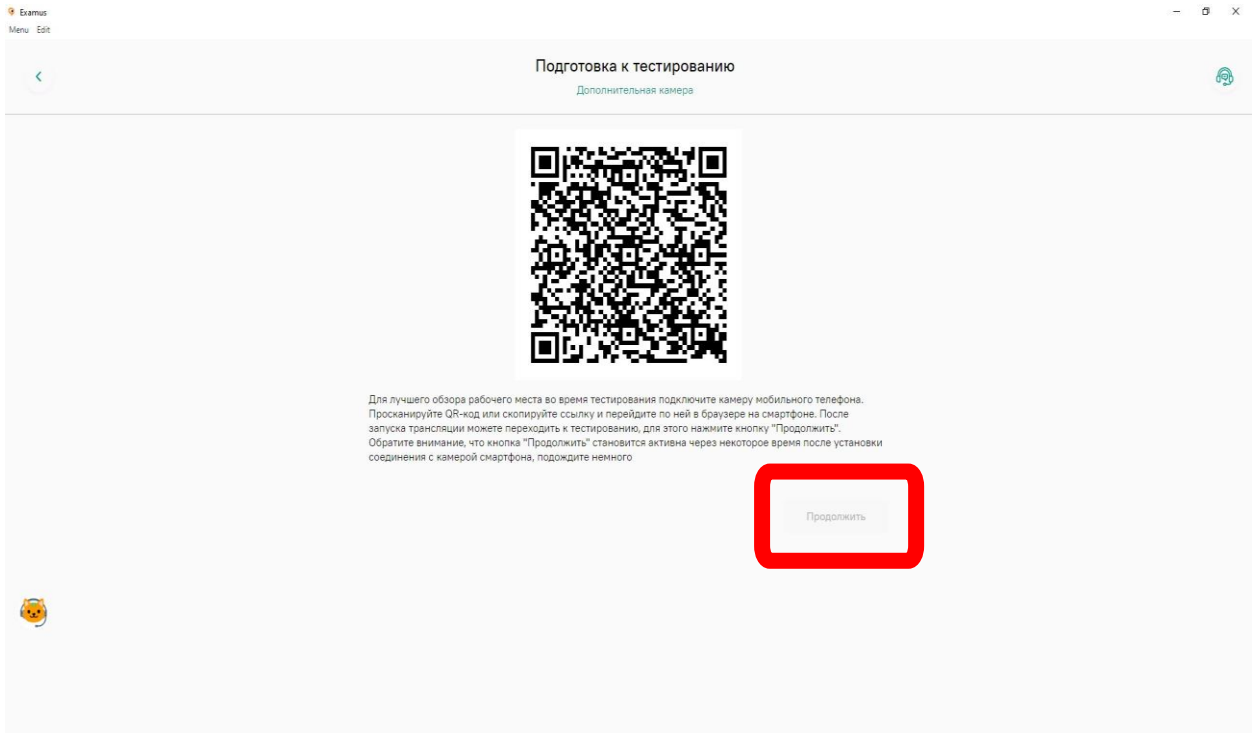 Examus
Menu Edit
Подготовка к тестированию
Дополнительная камера
Для лучшего обзора рабочего места во время тестирования подключите камеру мобильного телефона.
Просканируйте QR-код или скопируйте ссылку и перейдите по ней в браузере на смартфоне. После
запуска трансляции можете переходить к тестированию, для этого нажмите кнопку "Продолжить".
Обратите внимание, что кнопка "Продолжить" становится активна через некоторое время после установки
соединения с камерой смартфона, подождите немного
Продолжить